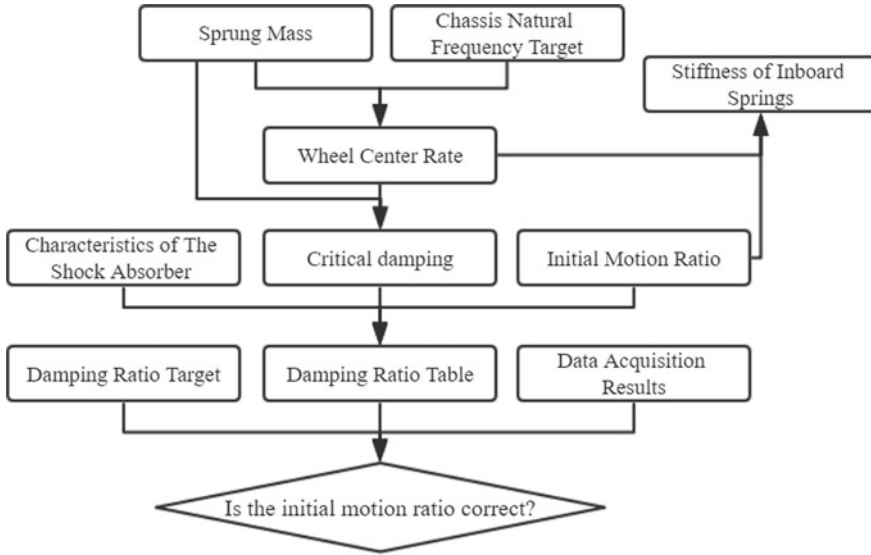 Sprung Mass
Chassis Natural
Frequency Target
Stiffness of Inboard
Springs
Wheel Center Rate
Characteristics of The
Shock Absorber
Critical damping
Initial Motion Ratio
Damping Ratio Target
Damping Ratio Table
Data Acquisition
Results
Is the initial motion ratio correct?